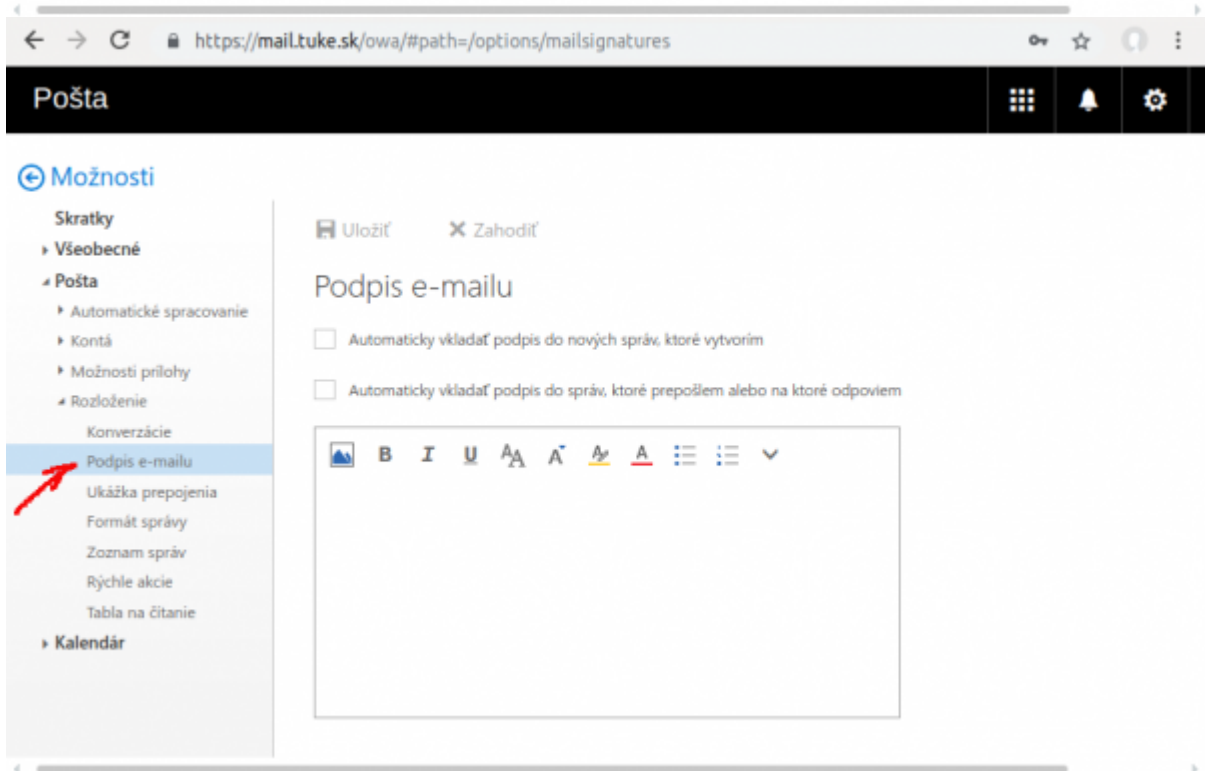 https://mail.tuke.sk/owa/#path=/options/mailsignatures
Pošta
Možnosti
Skratky
Všeobecné
Pošta
Automatické spracovanie
Kontá
Možnosti prílohy
Rozloženie
Konverzácie
Podpis e-mailu
Ukážka prepojenia
Formát správy
Zoznam správ
Rýchle akcie
Tabla na čítanie
Kalendár
Uložiť Zahodiť
Podpis e-mailu
Automaticky vkladať podpis do nových správ, ktoré vytvorím
Automaticky vkladať podpis do správ, ktoré prepošlem alebo na ktoré odpoviem
B I U AA A A A